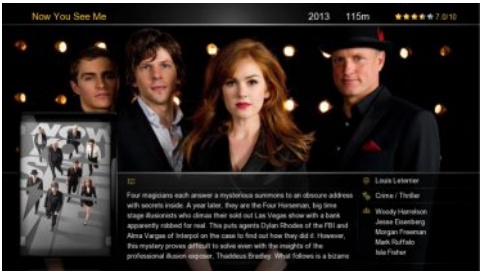 Now You See Me 2013 115m 7.0/10
Four magicians each answer a mysterious summons to an obscure address
with secrets inside. A year later, they are the Four Horseman, big time
stage illusionists who climax their sold out Las Vegas show with a bank
apparently robbed for real. This puts agents Dylan Rhodes of the FBI and
Alma Vargas of Interpol on the case to find out how they did it. However,
this mystery proves difficult to solve even with the insights of the
professional illusion exposer, Thaddeus Bradley. What follows is a bizarre
Louis Leterrier
Crime / Thriller
Woody Harrelson
Jesse Eisenberg
Morgan Freeman
Mark Ruffalo
Isla Fisher